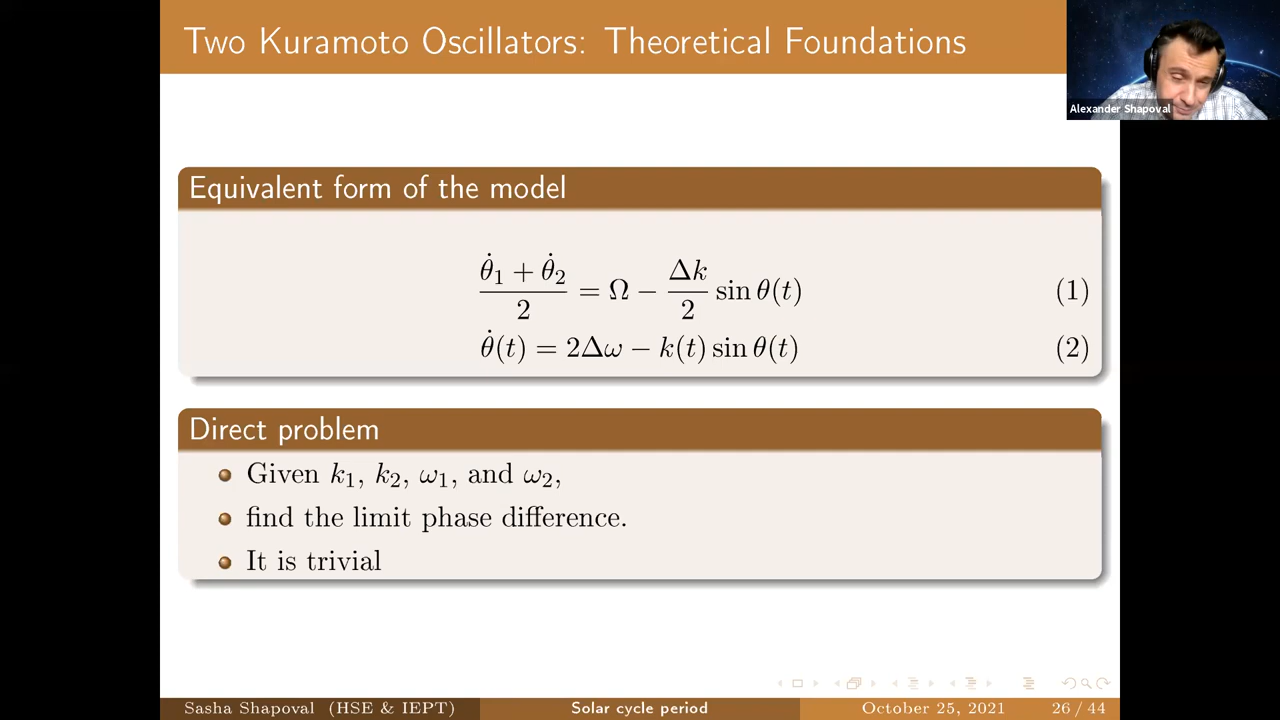 Two Kuramoto Oscillators: Theoretical Foundations
Alexander Shapoval
Equivalent form of the model
(θ̇₁ + θ̇₂)/2 = Ω − (Δk/2) sin θ(t) (1)
θ̇(t) = 2Δω − k(t) sin θ(t) (2)
Direct problem
Given k₁, k₂, ω₁, and ω₂,
find the limit phase difference.
It is trivial
Sasha Shapoval (HSE & IEPT) Solar cycle period October 25, 2021 26 / 44